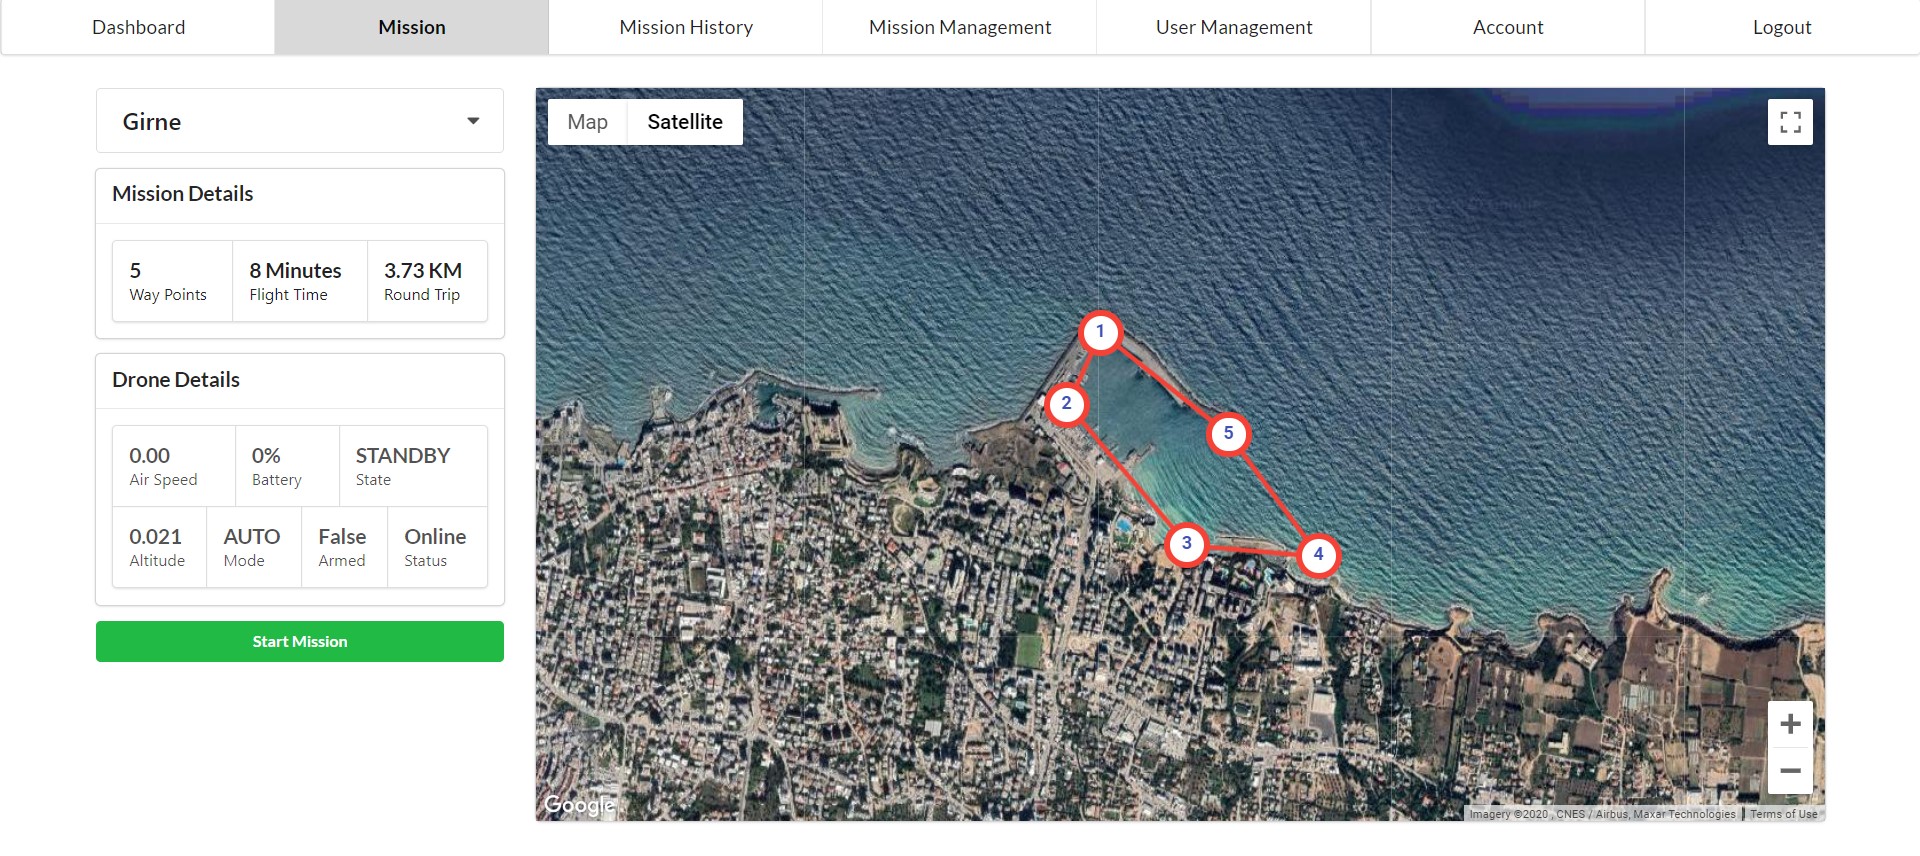 Dashboard
Mission
Mission History
Mission Management
User Management
Account
Logout
Girne
Mission Details
5
Way Points
8 Minutes
Flight Time
3.73 KM
Round Trip
Drone Details
0.00
Air Speed
0%
Battery
STANDBY
State
0.021
Altitude
AUTO
Mode
False
Armed
Online
Status
Start Mission
Map
Satellite
1
2
5
3
4
Google
Imagery ©2020 , CNES / Airbus, Maxar Technologies
Terms of Use